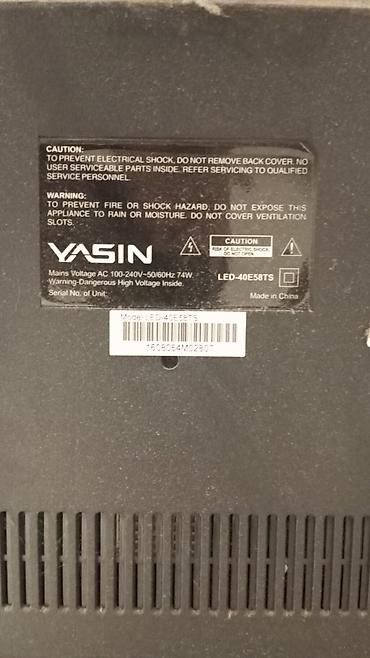 CAUTION:
TO PREVENT ELECTRICAL SHOCK, DO NOT REMOVE BACK COVER. NO
USER SERVICEABLE PARTS INSIDE. REFER SERVICING TO QUALIFIED
SERVICE PERSONNEL.
WARNING:
TO PREVENT FIRE OR SHOCK HAZARD, DO NOT EXPOSE THIS
APPLIANCE TO RAIN OR MOISTURE. DO NOT COVER VENTILATION
SLOTS.
YASIN
CAUTION
RISK OF ELECTRIC SHOCK
DO NOT OPEN
Mains Voltage AC 100-240V~50/60Hz 74W.
LED-40E58TS
Warning-Dangerous High Voltage Inside.
Serial No. of Unit:
Made in China
Model: LED-40E58TS
1608054M02807